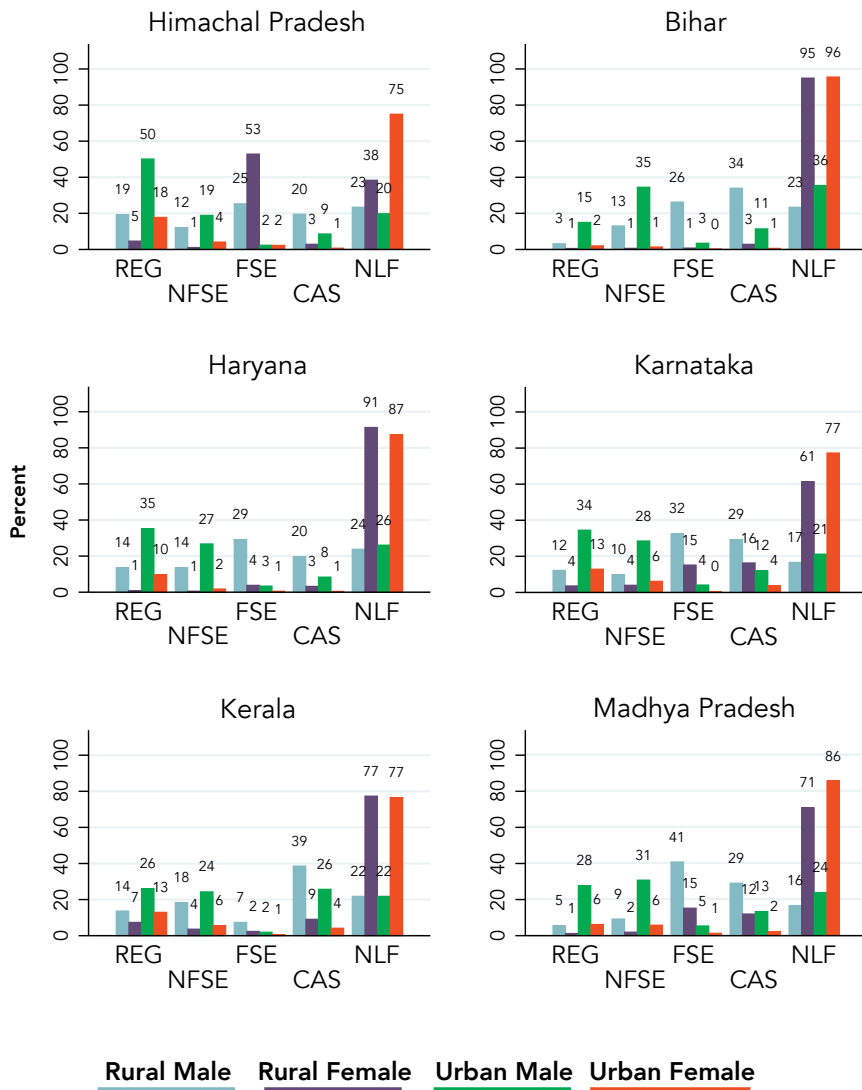 Himachal Pradesh
100
80
60
40
20
0
19 5 50 18
12 1 19 4
25 53 2 2
20 3 9 1
23 38 20 75
REG NFSE FSE CAS NLF
Bihar
100
80
60
40
20
0
3 1 15 2
13 1 35 1
26 1 3 0
34 3 11 1
23 95 36 96
REG NFSE FSE CAS NLF
Percent
Haryana
100
80
60
40
20
0
14 1 35 10
14 1 27 2
29 4 3 1
20 3 8 1
24 91 26 87
REG NFSE FSE CAS NLF
Karnataka
100
80
60
40
20
0
12 4 34 13
10 4 28 6
32 15 4 0
29 16 12 4
17 61 21 77
REG NFSE FSE CAS NLF
Kerala
100
80
60
40
20
0
14 7 26 13
18 4 24 6
7 2 2 1
39 9 26 4
22 77 22 77
REG NFSE FSE CAS NLF
Madhya Pradesh
100
80
60
40
20
0
5 1 28 6
9 2 31 6
41 15 5 1
29 12 13 2
16 71 24 86
REG NFSE FSE CAS NLF
Rural Male Rural Female Urban Male Urban Female